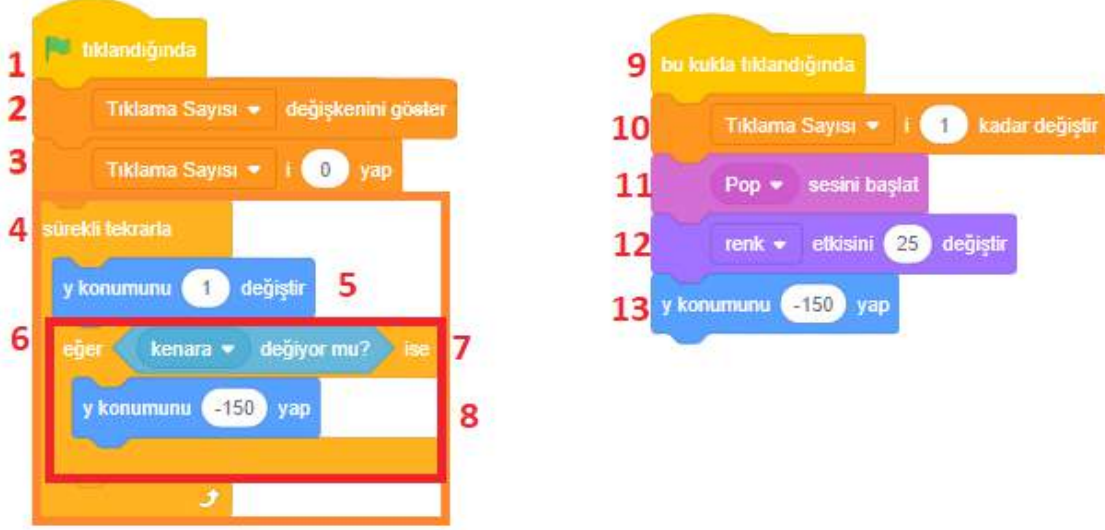 1 tıklandığında
2 Tıklama Sayısı değişkenini göster
3 Tıklama Sayısı i 0 yap
4 sürekli tekrarla
y konumunu 1 değiştir 5
6 eğer kenara değiyor mu? ise 7
y konumunu -150 yap 8
9 bu kukla tıklandığında
10 Tıklama Sayısı i 1 kadar değiştir
11 Pop sesini başlat
12 renk etkisini 25 değiştir
13 y konumunu -150 yap